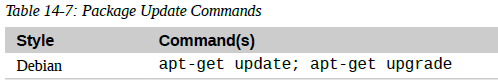 Table 14-7: Package Update Commands
Style Command(s)
Debian apt-get update; apt-get upgrade